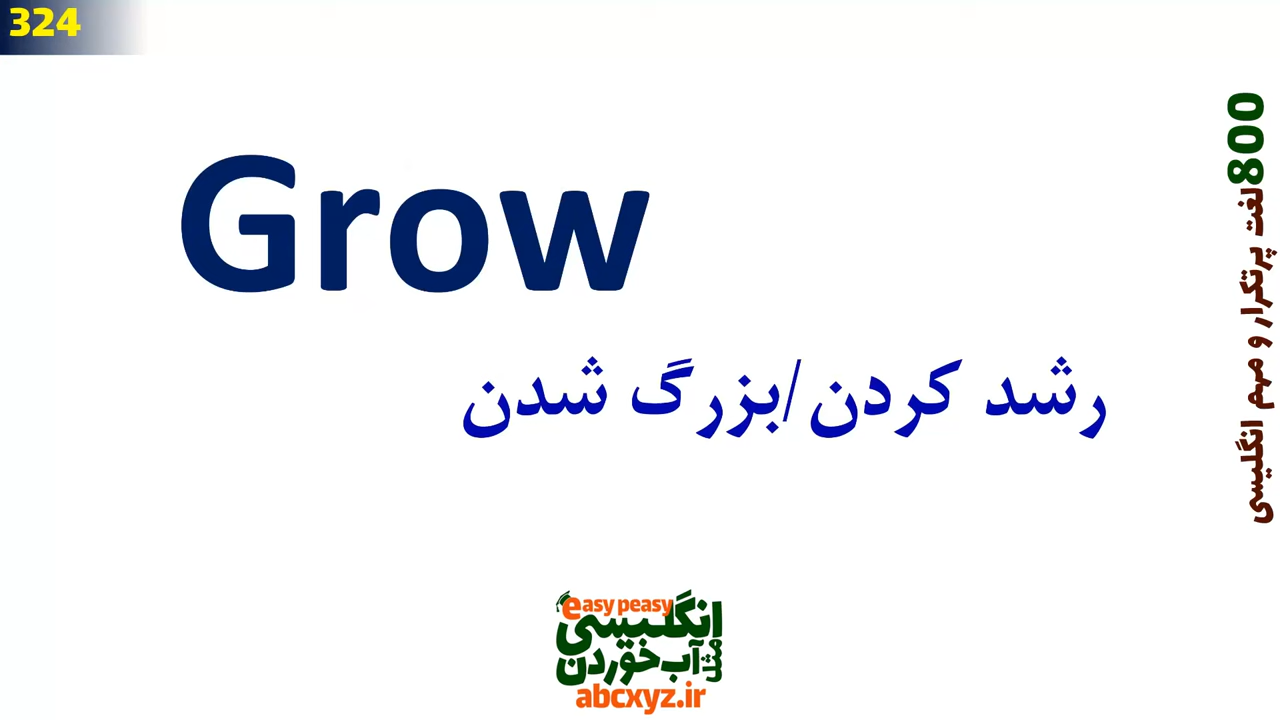 324
Grow
رشد کردن/بزرگ شدن
800 لغت پرتکرار و مهم انگلیسی
easy peasy
انگلیسی
مثل آب خوردن
abcxyz.ir